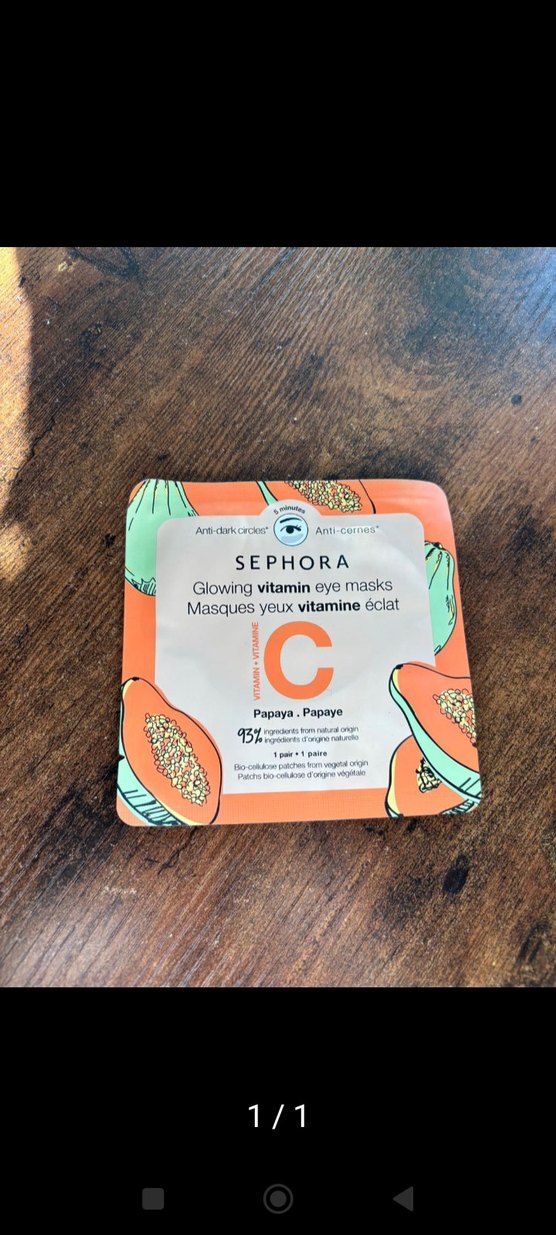 5 minutes
Anti-dark circles* Anti-cernes*
SEPHORA
Glowing vitamin eye masks
Masques yeux vitamine éclat
VITAMIN • VITAMINE
C
Papaya . Papaye
93% ingredients from natural origin
ingrédients d'origine naturelle
1 pair • 1 paire
Bio-cellulose patches from vegetal origin
Patchs bio-cellulose d'origine végétale
1 / 1